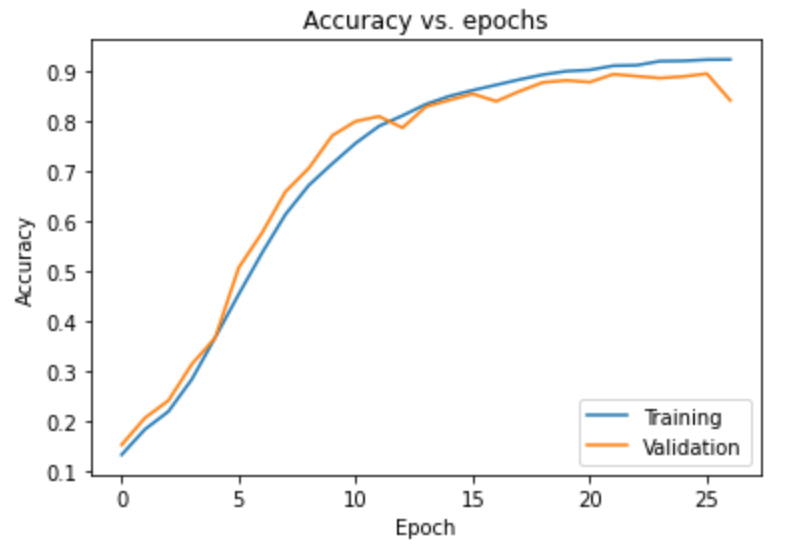 Accuracy vs. epochs
0.9
0.8
0.7
0.6
0.5
0.4
0.3
0.2
0.1
Accuracy
Training
Validation
0 5 10 15 20 25
Epoch